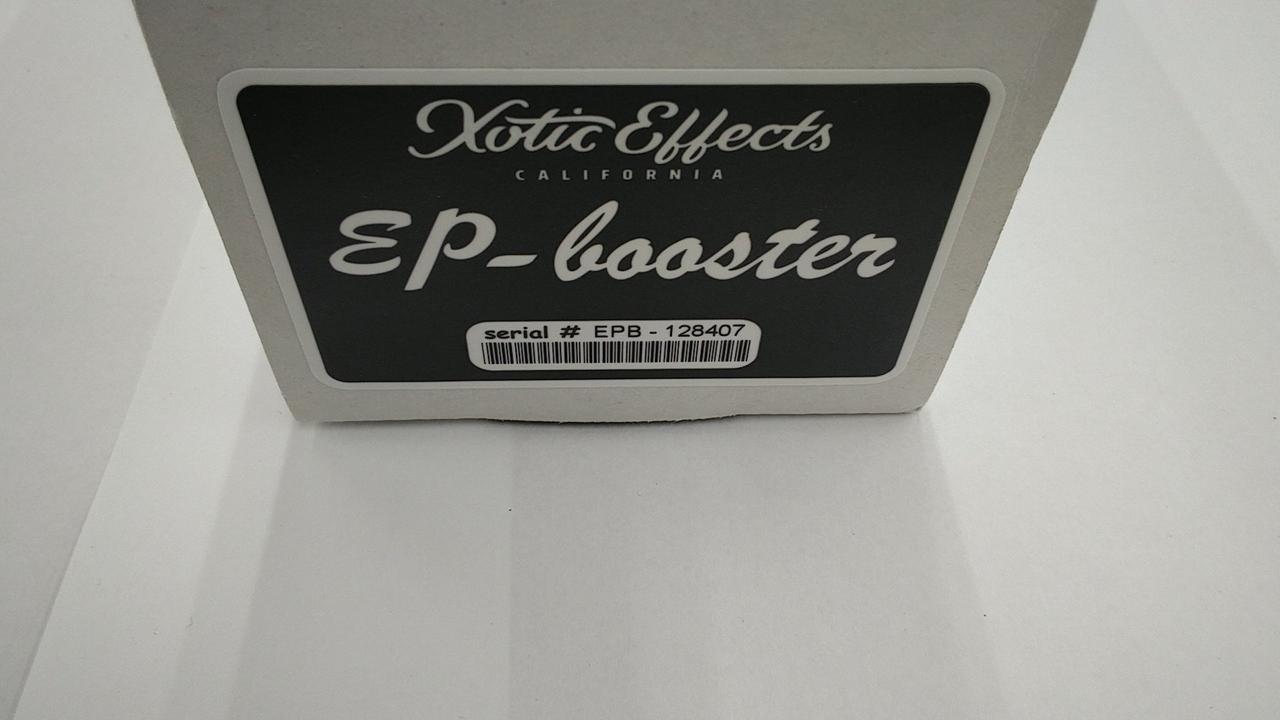 Xotic Effects
CALIFORNIA
EP-booster
serial # EPB - 128407